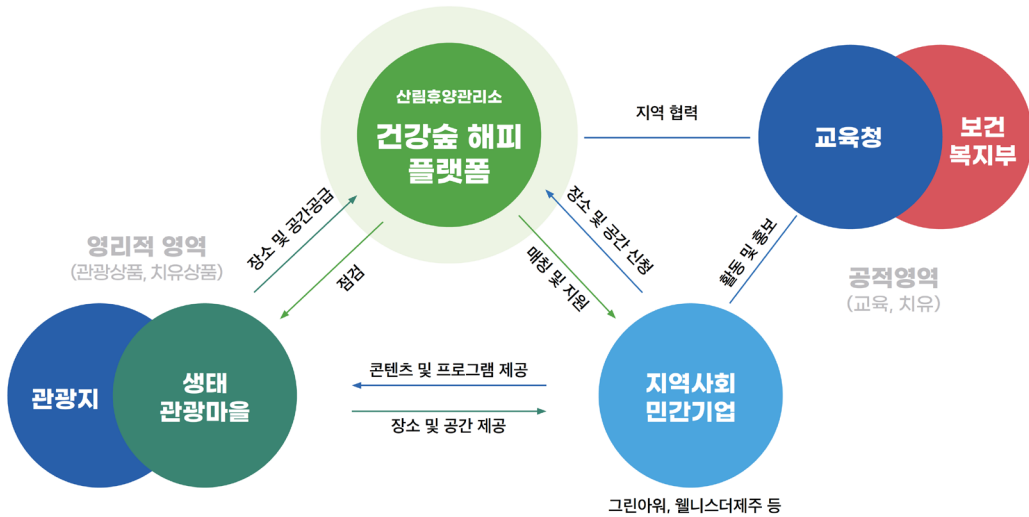 산림휴양관리소
건강숲 해피
플랫폼
지역 협력
교육청
보건
복지부
영리적 영역
(관광상품, 치유상품)
장소 및 공간공급
점검
매칭 및 지원
장소 및 공간 신청
활동 및 홍보
공적영역
(교육, 치유)
관광지
생태
관광마을
콘텐츠 및 프로그램 제공
장소 및 공간 제공
지역사회
민간기업
그린아워, 웰니스더제주 등